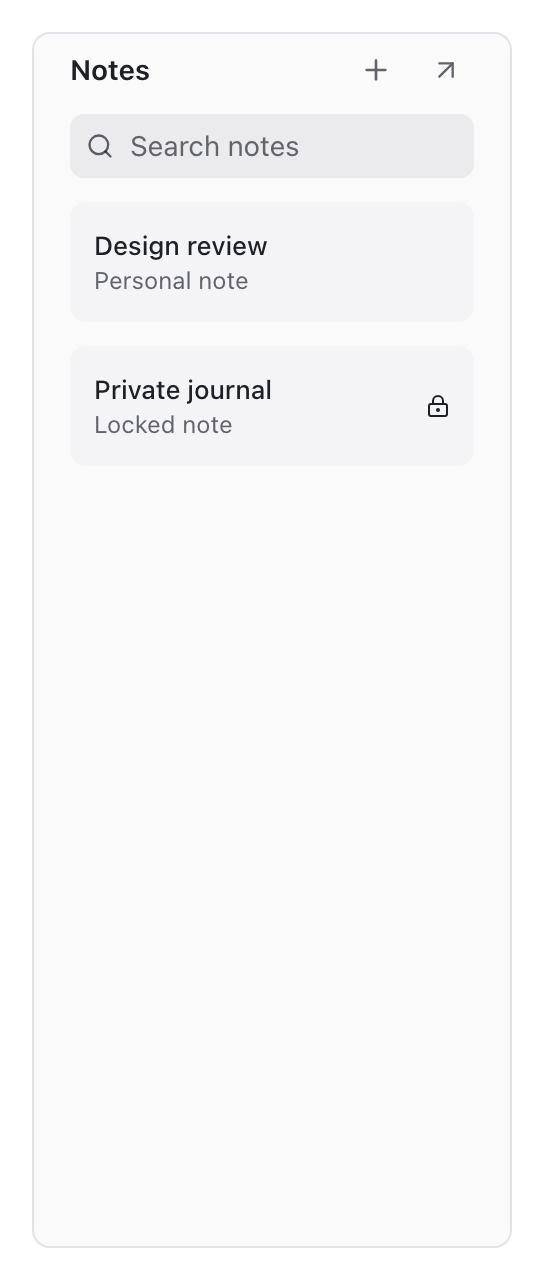 Notes
Search notes
Design review
Personal note
Private journal
Locked note